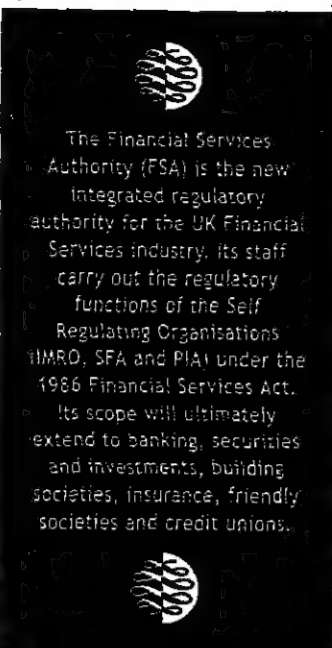 The Financial Services
Authority (FSA) is the new
integrated regulatory
authority for the UK Financial
Services industry. Its staff
carry out the regulatory
functions of the Self
Regulating Organisations
(IMRO, SFA and PIA) under the
1986 Financial Services Act.
Its scope will ultimately
extend to banking, securities
and investments, building
societies, insurance, friendly
societies and credit unions.